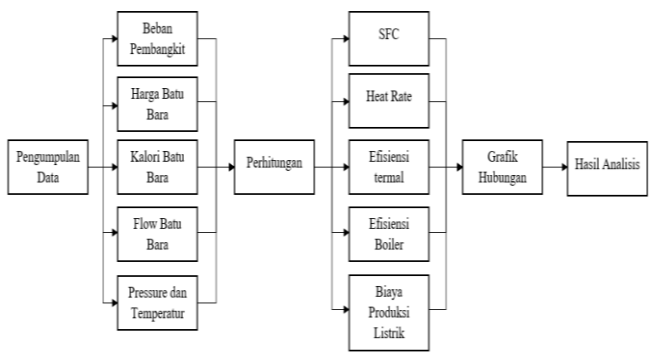 Pengumpulan
Data
Beban
Pembangkit
Harga Batu
Bara
Kalori Batu
Bara
Flow Batu
Bara
Pressure dan
Temperatur
Perhitungan
SFC
Heat Rate
Efisiensi
termal
Efisiensi
Boiler
Biaya
Produksi
Listrik
Grafik
Hubungan
Hasil Analisis